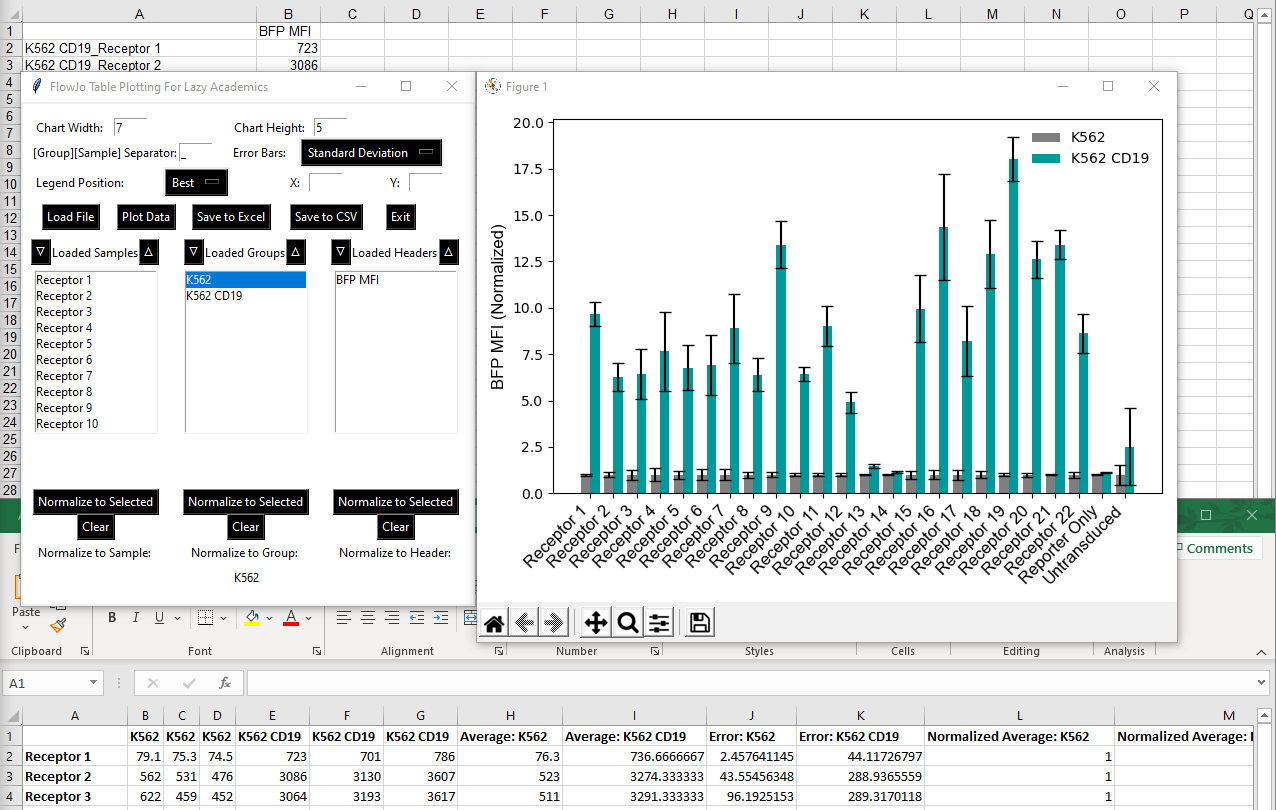 A B C D E F G H I J K L M N O P Q
1 BFP MFI
2 K562 CD19_Receptor 1 723
3 K562 CD19_Receptor 2 3086
4
5
6
7
8
9
10
11
12
13
14
15
16
17
18
19
20
21
22
23
24
25
26
27
28
FlowJo Table Plotting For Lazy Academics
Chart Width: 7 Chart Height: 5
[Group][Sample] Separator: _ Error Bars: Standard Deviation
Legend Position: Best X: Y:
Load File Plot Data Save to Excel Save to CSV Exit
▽ Loaded Samples △ ▽ Loaded Groups △ ▽ Loaded Headers △
Receptor 1 K562 BFP MFI
Receptor 2 K562 CD19
Receptor 3
Receptor 4
Receptor 5
Receptor 6
Receptor 7
Receptor 8
Receptor 9
Receptor 10
Normalize to Selected Normalize to Selected Normalize to Selected
Clear Clear Clear
Normalize to Sample: Normalize to Group: Normalize to Header:
K562
Figure 1
20.0
17.5
15.0
12.5
10.0
7.5
5.0
2.5
0.0
BFP MFI (Normalized)
K562
K562 CD19
Receptor 1
Receptor 2
Receptor 3
Receptor 4
Receptor 5
Receptor 6
Receptor 7
Receptor 8
Receptor 9
Receptor 10
Receptor 11
Receptor 12
Receptor 13
Receptor 14
Receptor 15
Receptor 16
Receptor 17
Receptor 18
Receptor 19
Receptor 20
Receptor 21
Receptor 22
Reporter Only
Untransduced
Comments
Paste B I U A
Clipboard Font Alignment Number Styles Cells Editing Analysis
A1 fx
A B C D E F G H I J K L M
1 K562 K562 K562 K562 CD19 K562 CD19 K562 CD19 Average: K562 Average: K562 CD19 Error: K562 Error: K562 CD19 Normalized Average: K562 Normalized Average:
2 Receptor 1 79.1 75.3 74.5 723 701 786 76.3 736.6666667 2.457641145 44.11726797 1
3 Receptor 2 562 531 476 3086 3130 3607 523 3274.333333 43.55456348 288.9365559 1
4 Receptor 3 622 459 452 3064 3193 3617 511 3291.333333 96.1925153 289.3170118 1